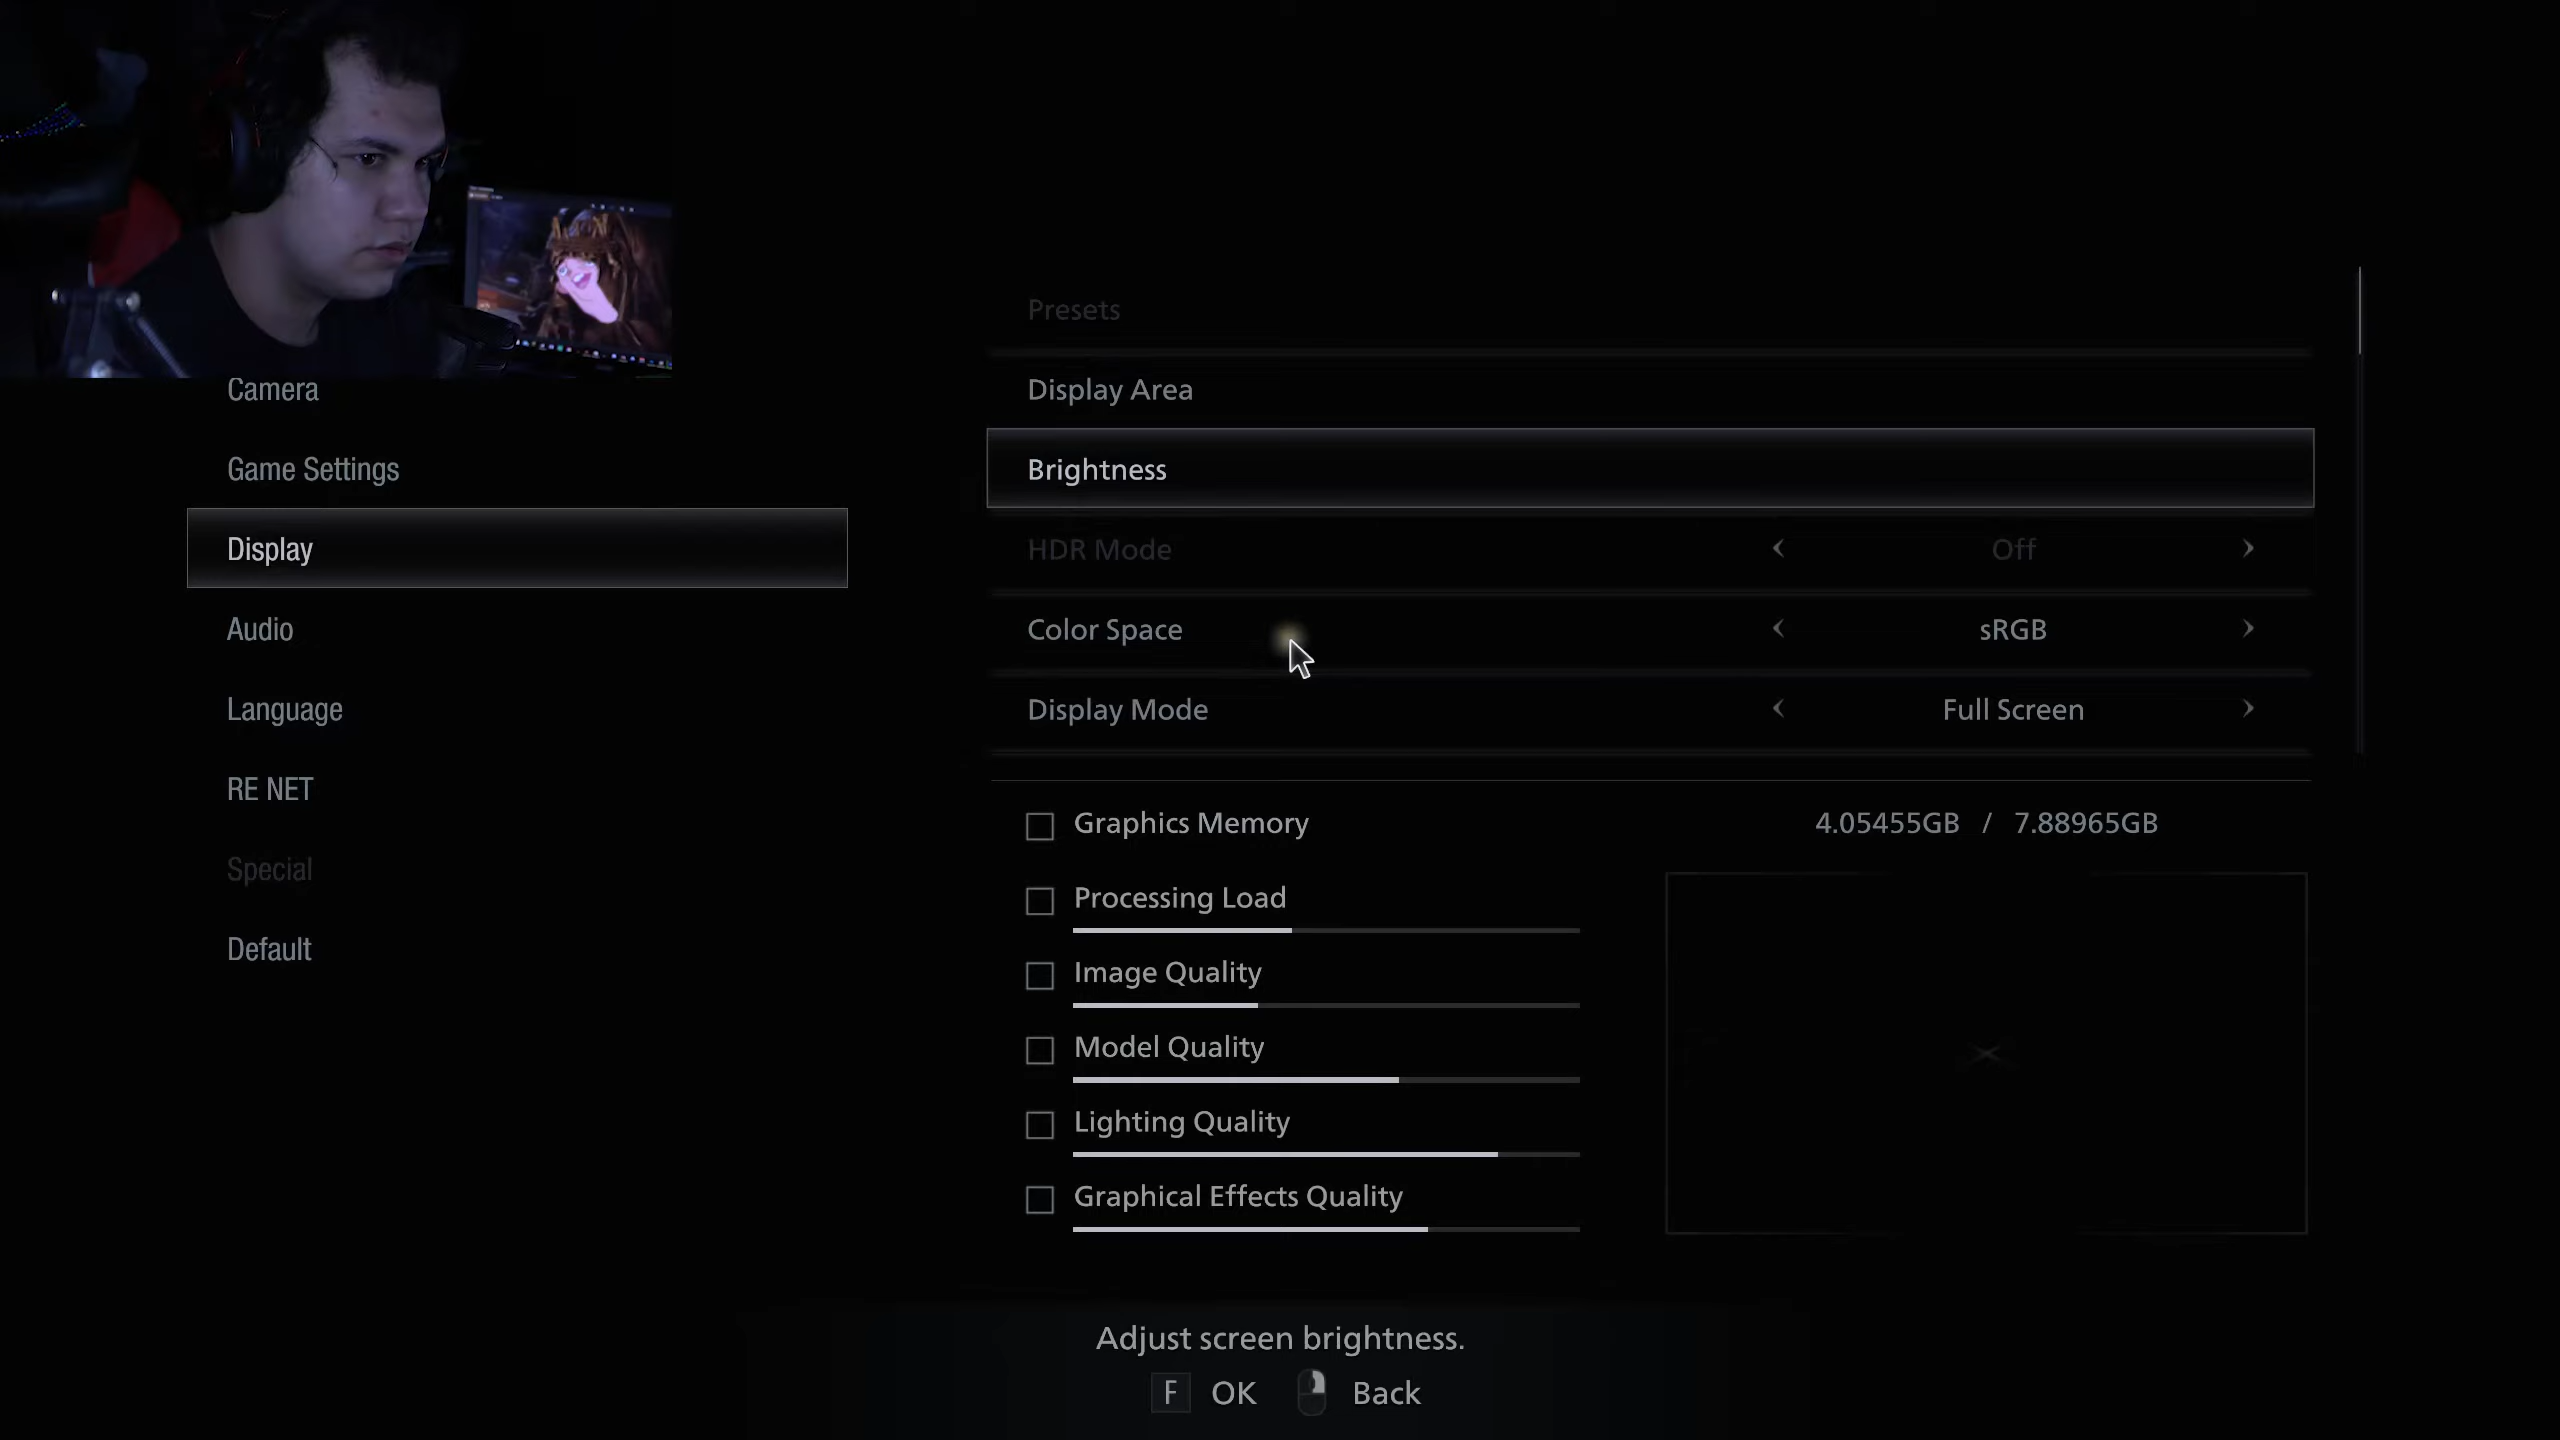 Camera
Game Settings
Display
Audio
Language
RE NET
Special
Default
Presets
Display Area
Brightness
HDR Mode Off
Color Space sRGB
Display Mode Full Screen
Graphics Memory 4.05455GB / 7.88965GB
Processing Load
Image Quality
Model Quality
Lighting Quality
Graphical Effects Quality
Adjust screen brightness.
F OK Back